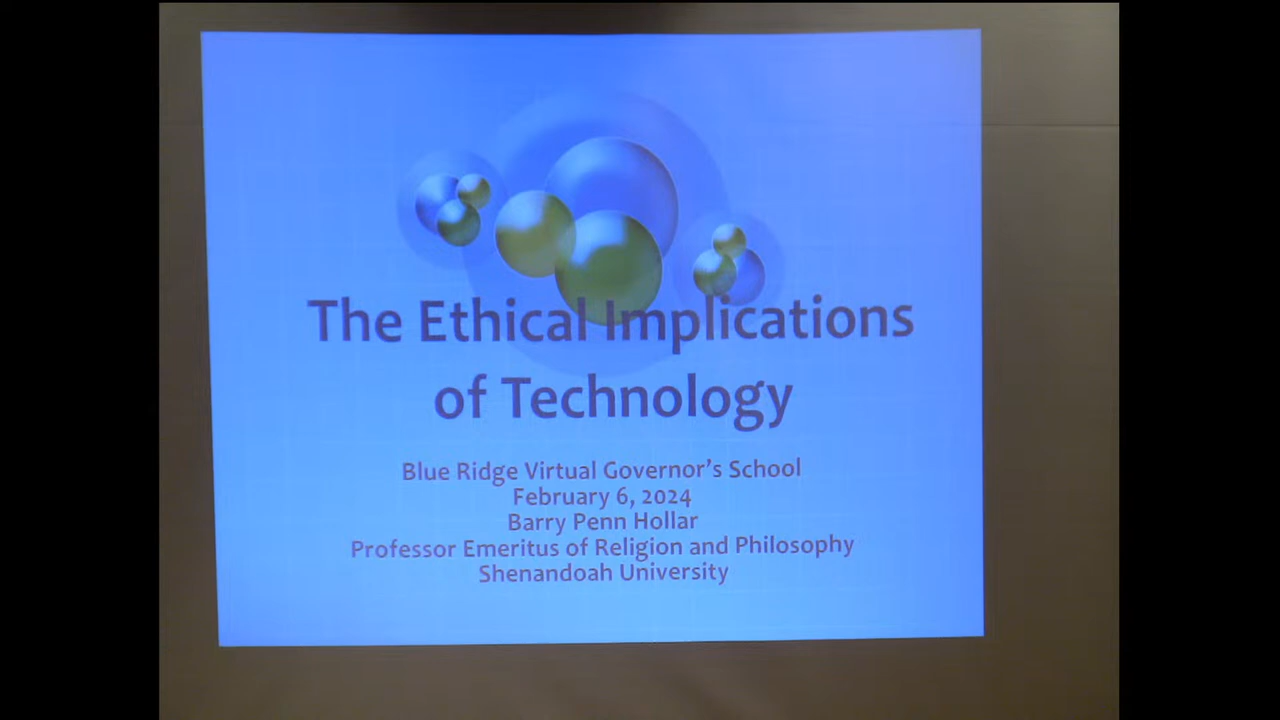 The Ethical Implications
of Technology
Blue Ridge Virtual Governor's School
February 6, 2024
Barry Penn Hollar
Professor Emeritus of Religion and Philosophy
Shenandoah University